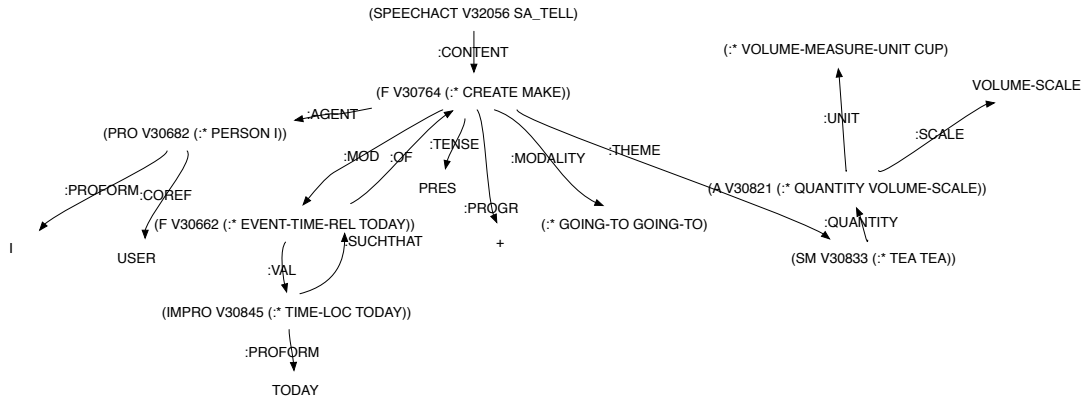 (SPEECHACT V32056 SA_TELL)
:CONTENT
(:* VOLUME-MEASURE-UNIT CUP)
(F V30764 (:* CREATE MAKE))
VOLUME-SCALE
:AGENT
:UNIT
(PRO V30682 (:* PERSON I))
:SCALE
:TENSE
:THEME
:MOD
:OF
:MODALITY
PRES
:PROFORM
:COREF
(A V30821 (:* QUANTITY VOLUME-SCALE))
:PROGR
(F V30662 (:* EVENT-TIME-REL TODAY))
(:* GOING-TO GOING-TO)
:QUANTITY
I
USER
:SUCHTHAT
+
(SM V30833 (:* TEA TEA))
:VAL
(IMPRO V30845 (:* TIME-LOC TODAY))
:PROFORM
TODAY